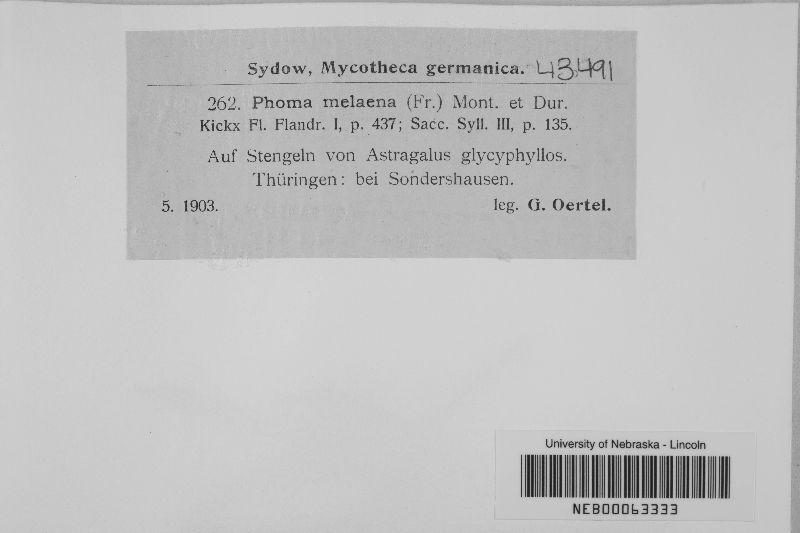 Sydow, Mycotheca germanica. 43491
262. Phoma melaena (Fr.) Mont. et Dur.
Kickx Fl. Flandr. I, p. 437; Sacc. Syll. III, p. 135.
Auf Stengeln von Astragalus glycyphyllos.
Thüringen: bei Sondershausen.
5. 1903. leg. G. Oertel.
University of Nebraska - Lincoln
NEB00063333